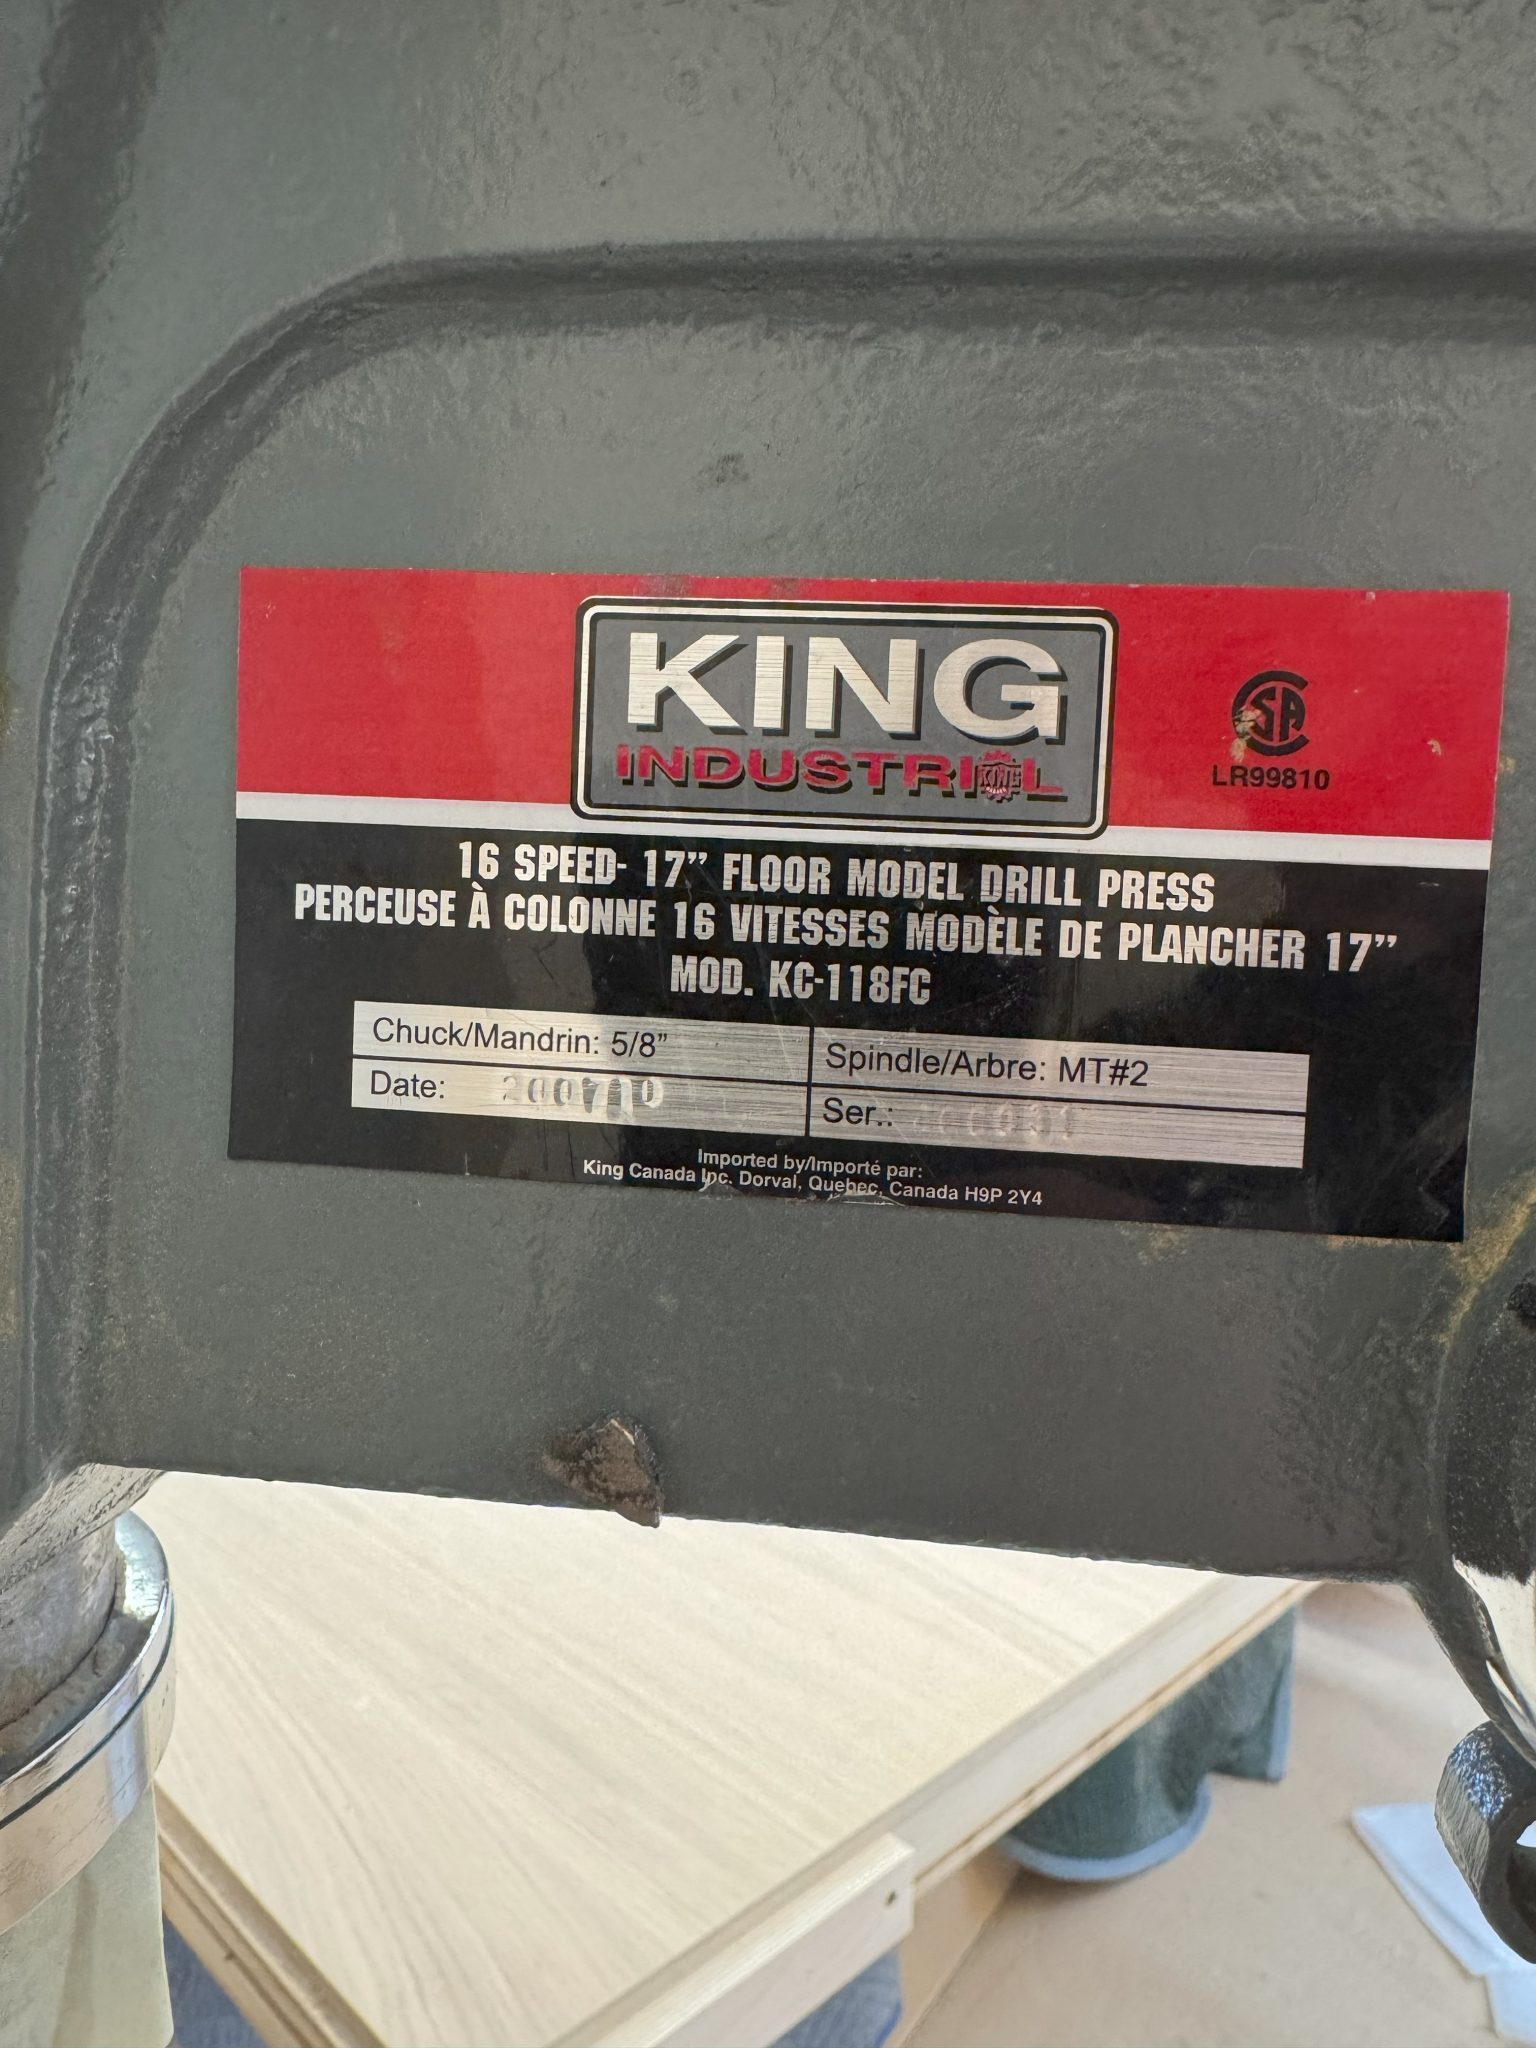 KING
INDUSTRIAL
KING
SA
LR99810
16 SPEED- 17” FLOOR MODEL DRILL PRESS
PERCEUSE À COLONNE 16 VITESSES MODÈLE DE PLANCHER 17”
MOD. KC-118FC
Chuck/Mandrin: 5/8”
Spindle/Arbre: MT#2
Date:
Ser.:
Imported by/Importé par:
King Canada Inc. Dorval, Quebec, Canada H9P 2Y4